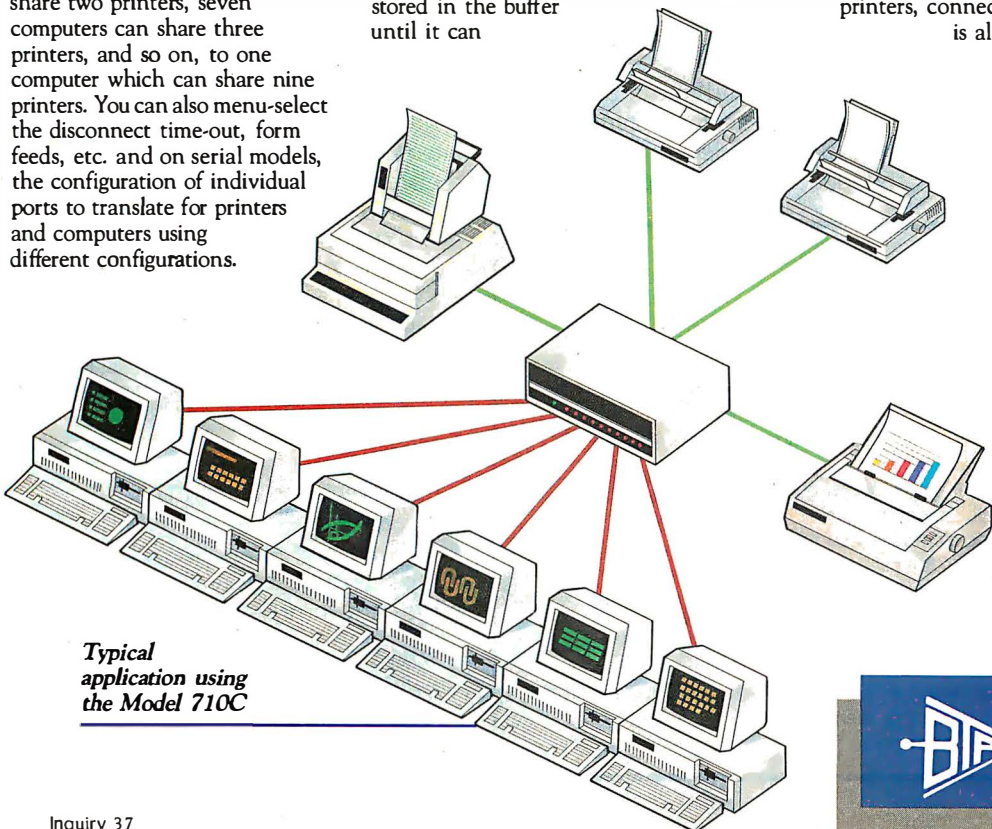 share two printers, seven
computers can share three
printers, and so on, to one
computer which can share nine
printers. You can also menu-select
the disconnect time-out, form
feeds, etc. and on serial models,
the configuration of individual
ports to translate for printers
and computers using
different configurations.
stored in the buffer
until it can
printers, connec
is al
Typical
application using
the Model 710C
Inquiry 37